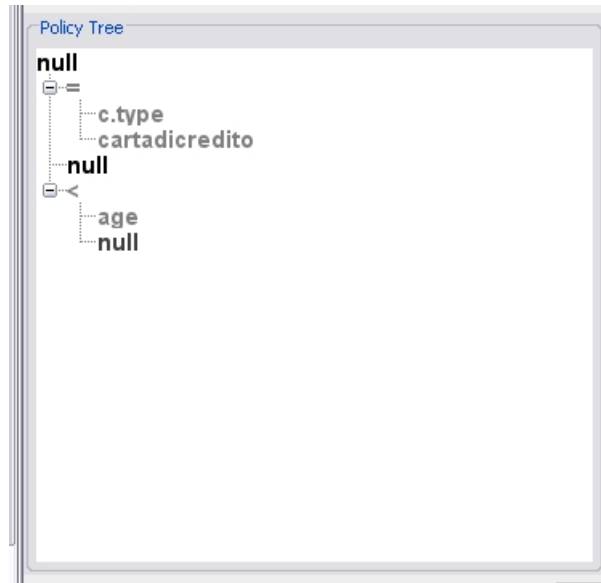 Policy Tree
null
=
c.type
cartadicredito
null
<
age
null